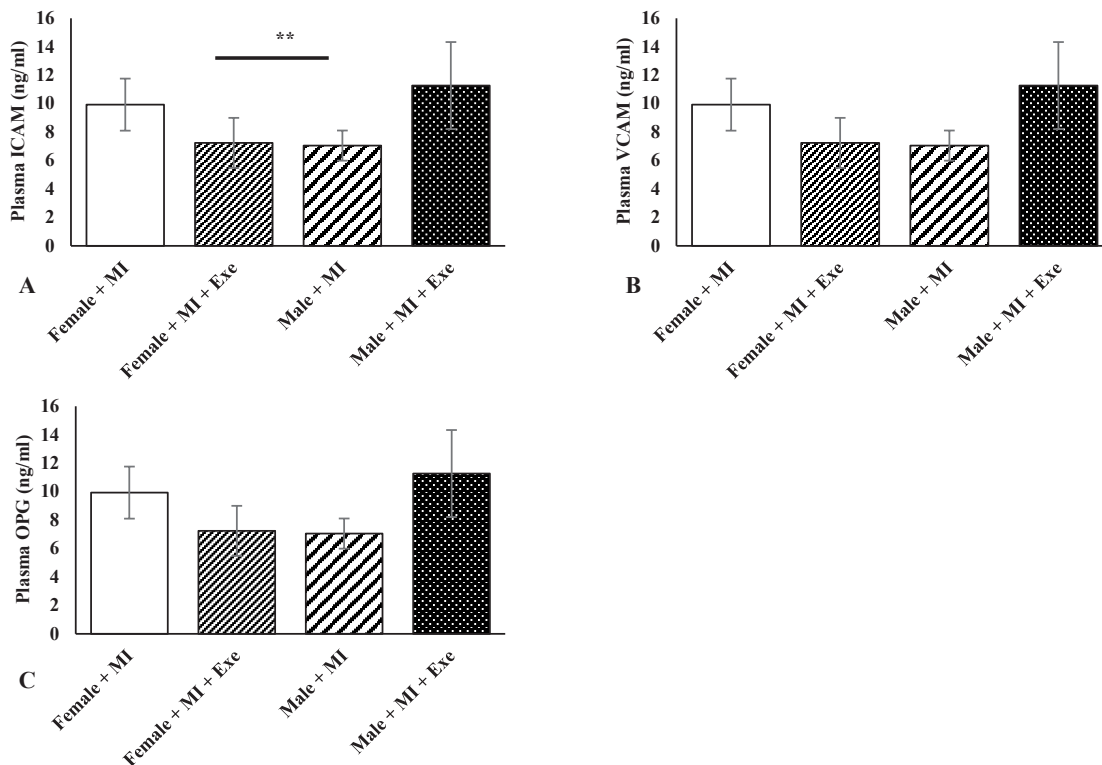 Plasma ICAM (ng/ml)
16
14
12
10
8
6
4
2
0
**
Female + MI
Female + MI + Exe
Male + MI
Male + MI + Exe
A
Plasma VCAM (ng/ml)
16
14
12
10
8
6
4
2
0
Female + MI
Female + MI + Exe
Male + MI
Male + MI + Exe
B
Plasma OPG (ng/ml)
16
14
12
10
8
6
4
2
0
Female + MI
Female + MI + Exe
Male + MI
Male + MI + Exe
C